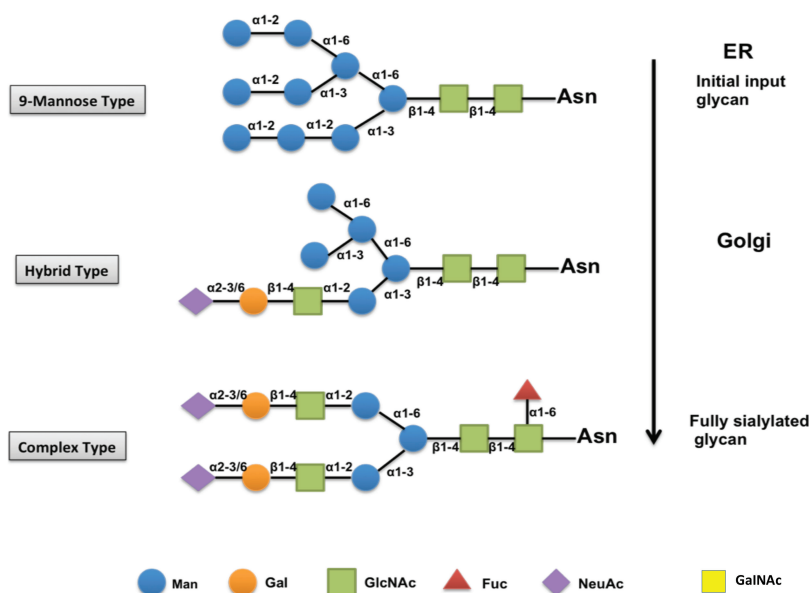 α1-2
α1-6
ER
α1-2
α1-6
Initial input
glycan
9-Mannose Type
α1-3
Asn
β1-4
β1-4
α1-2
α1-2
α1-3
α1-6
α1-6
Golgi
α1-3
Hybrid Type
Asn
β1-4
β1-4
α2-3/6
β1-4
α1-2
α1-3
α2-3/6
β1-4
α1-2
α1-6
α1-6
Fully sialylated
glycan
Complex Type
Asn
β1-4
β1-4
α2-3/6
β1-4
α1-2
α1-3
Man
Gal
GlcNAc
Fuc
NeuAc
GalNAc